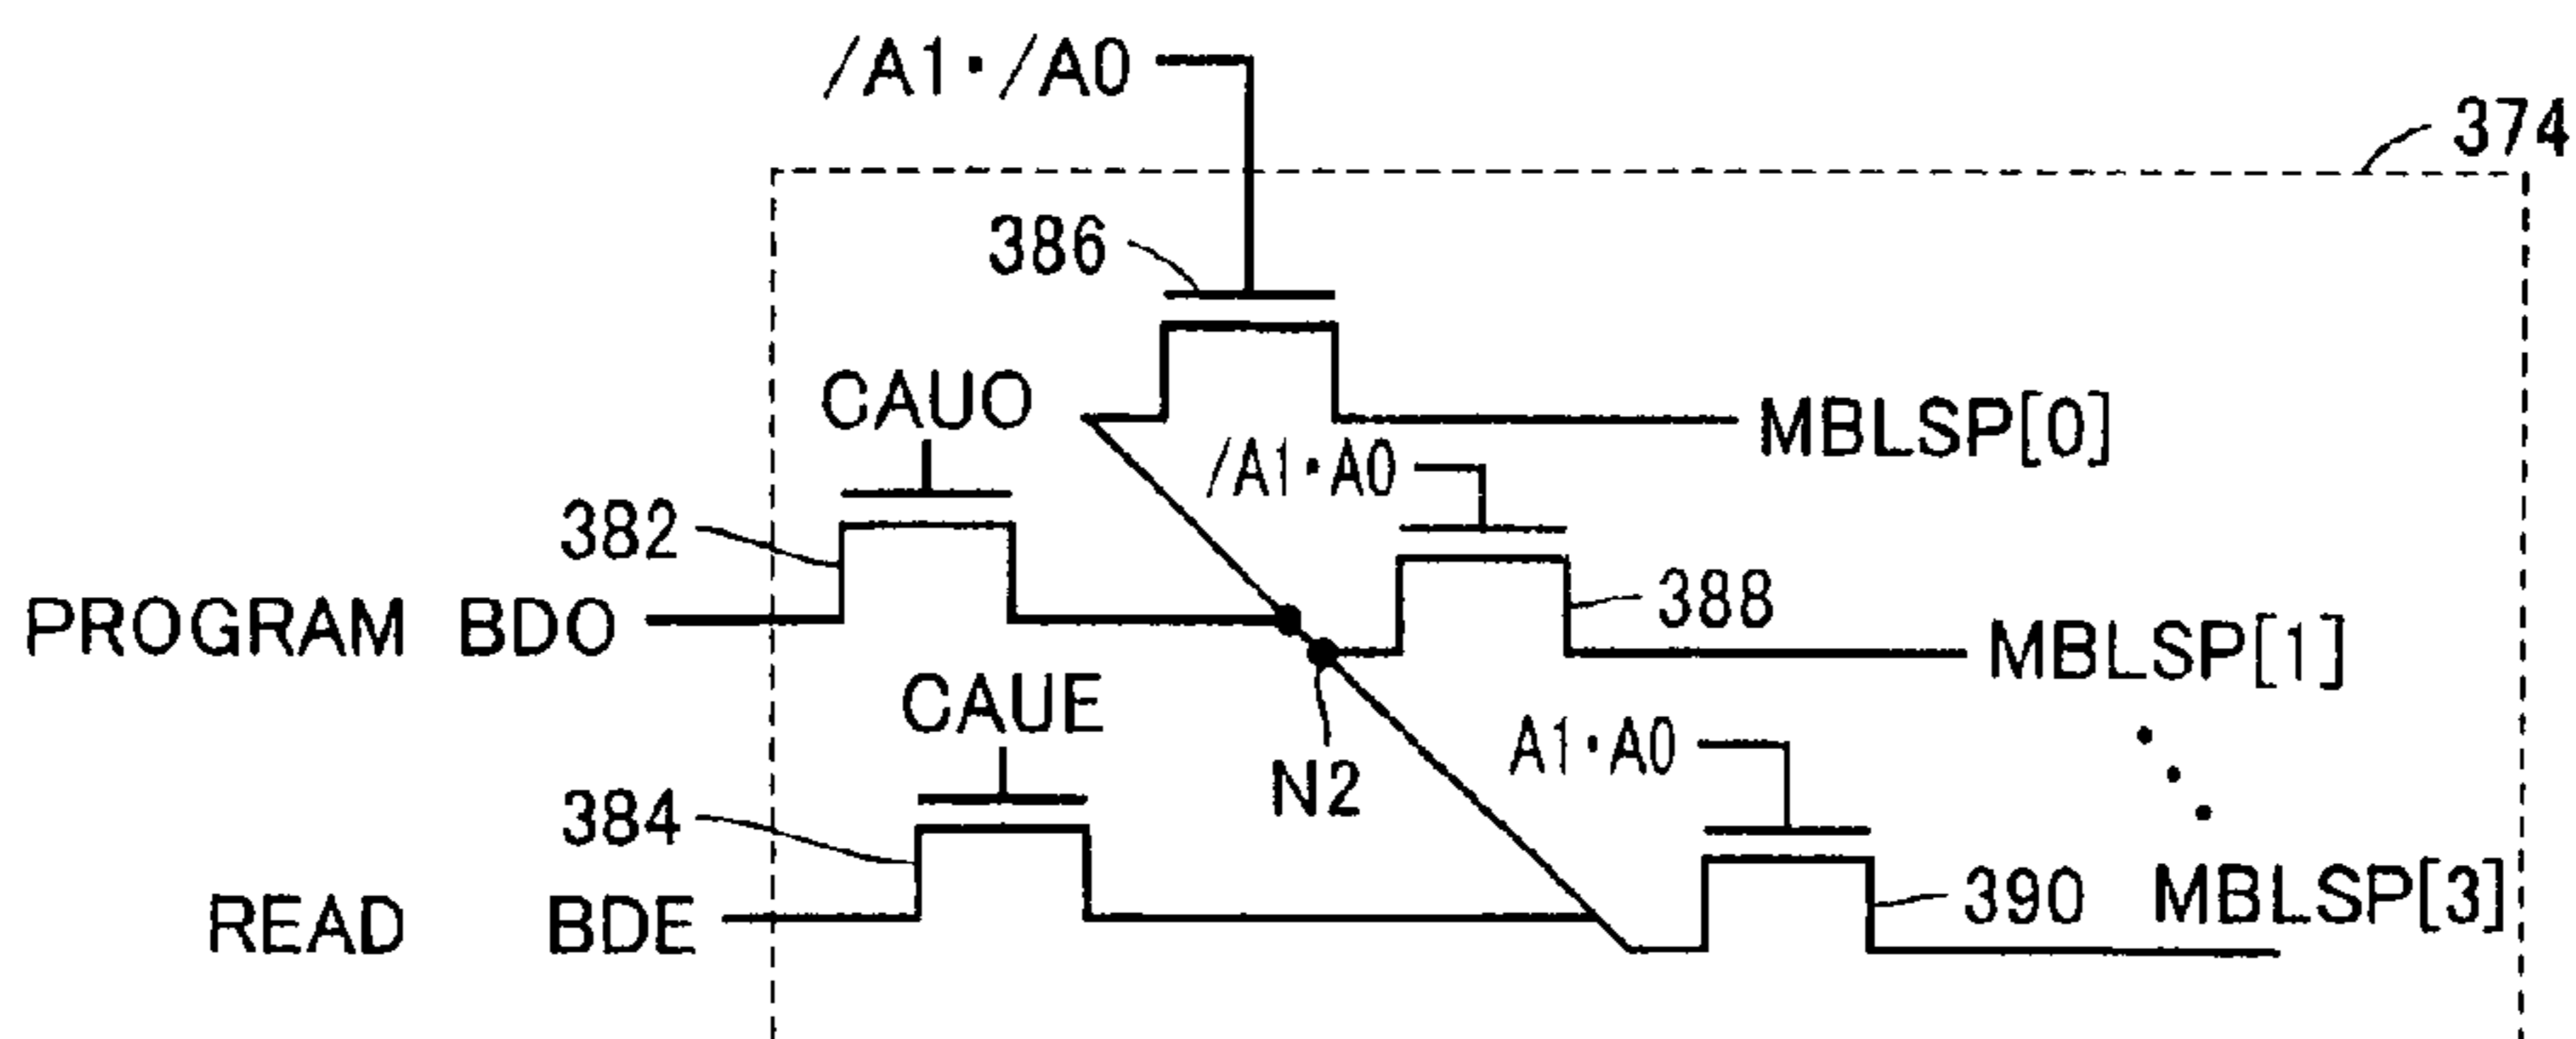 /A1·/A0
374
386
CAUO
MBLSP[0]
/A1·A0
382
388
PROGRAM BDO
MBLSP[1]
CAUE
A1·A0
N2
384
390
MBLSP[3]
READ BDE